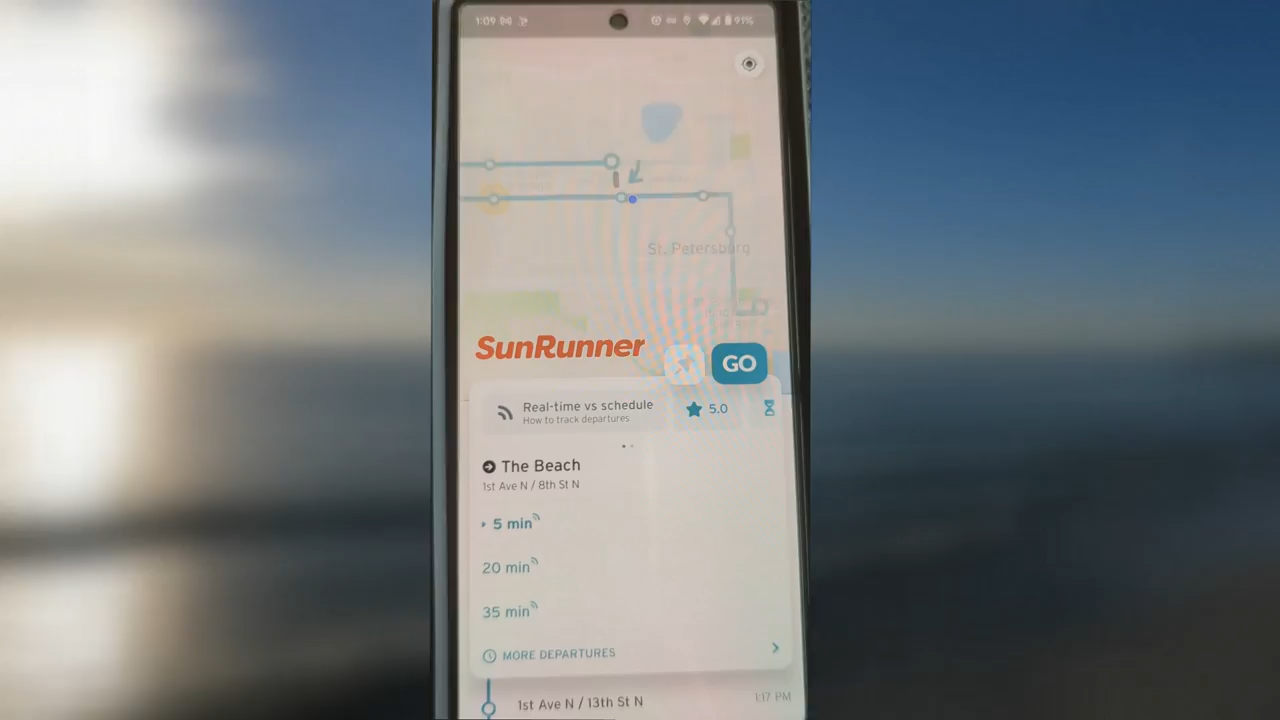 1:09
91%
St. Petersburg
SunRunner
GO
Real-time vs schedule
How to track departures
5.0
The Beach
1st Ave N / 8th St N
5 min
20 min
35 min
MORE DEPARTURES
1st Ave N / 13th St N
1:17 PM